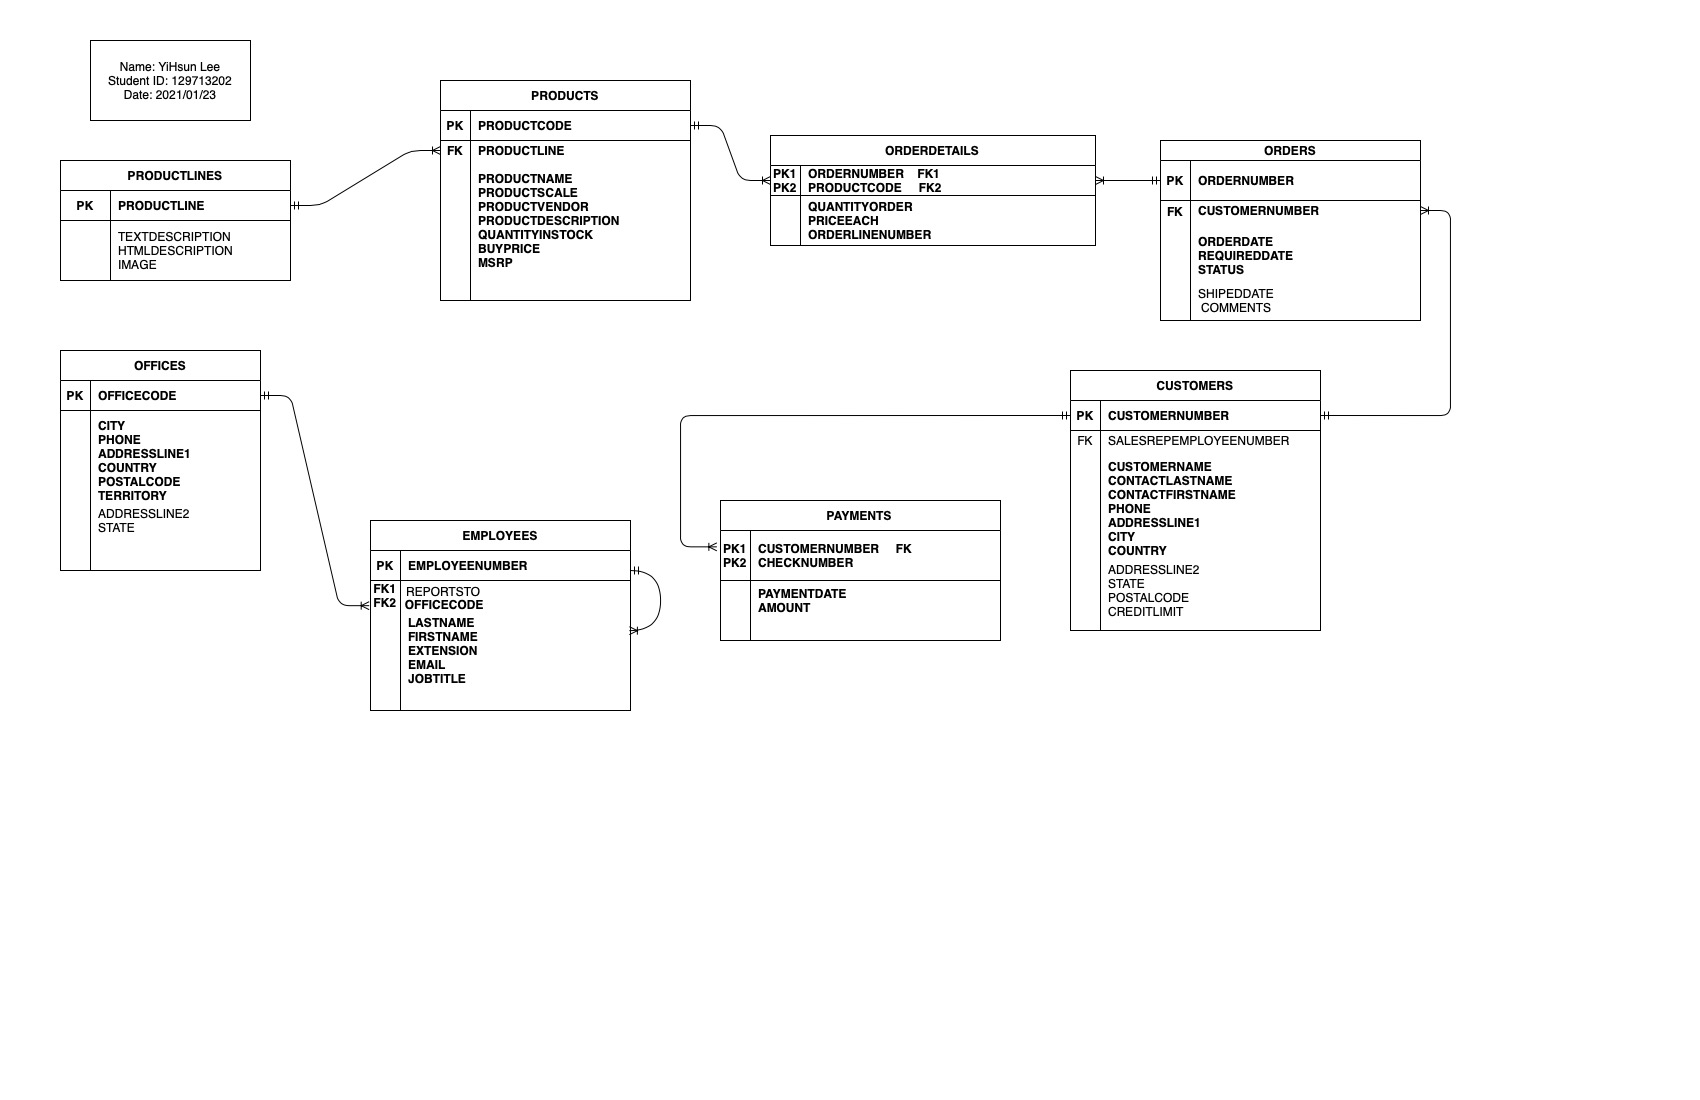 Name: YiHsun Lee
Student ID: 129713202
Date: 2021/01/23
PRODUCTLINES
PK PRODUCTLINE
TEXTDESCRIPTION
HTMLDESCRIPTION
IMAGE
PRODUCTS
PK PRODUCTCODE
FK PRODUCTLINE
PRODUCTNAME
PRODUCTSCALE
PRODUCTVENDOR
PRODUCTDESCRIPTION
QUANTITYINSTOCK
BUYPRICE
MSRP
ORDERDETAILS
PK1 ORDERNUMBER FK1
PK2 PRODUCTCODE FK2
QUANTITYORDER
PRICEEACH
ORDERLINENUMBER
ORDERS
PK ORDERNUMBER
FK CUSTOMERNUMBER
ORDERDATE
REQUIREDDATE
STATUS
SHIPEDDATE
COMMENTS
OFFICES
PK OFFICECODE
CITY
PHONE
ADDRESSLINE1
COUNTRY
POSTALCODE
TERRITORY
ADDRESSLINE2
STATE
EMPLOYEES
PK EMPLOYEENUMBER
FK1 REPORTSTO
FK2 OFFICECODE
LASTNAME
FIRSTNAME
EXTENSION
EMAIL
JOBTITLE
PAYMENTS
PK1 CUSTOMERNUMBER FK
PK2 CHECKNUMBER
PAYMENTDATE
AMOUNT
CUSTOMERS
PK CUSTOMERNUMBER
FK SALESREPEMPLOYEENUMBER
CUSTOMERNAME
CONTACTLASTNAME
CONTACTFIRSTNAME
PHONE
ADDRESSLINE1
CITY
COUNTRY
ADDRESSLINE2
STATE
POSTALCODE
CREDITLIMIT